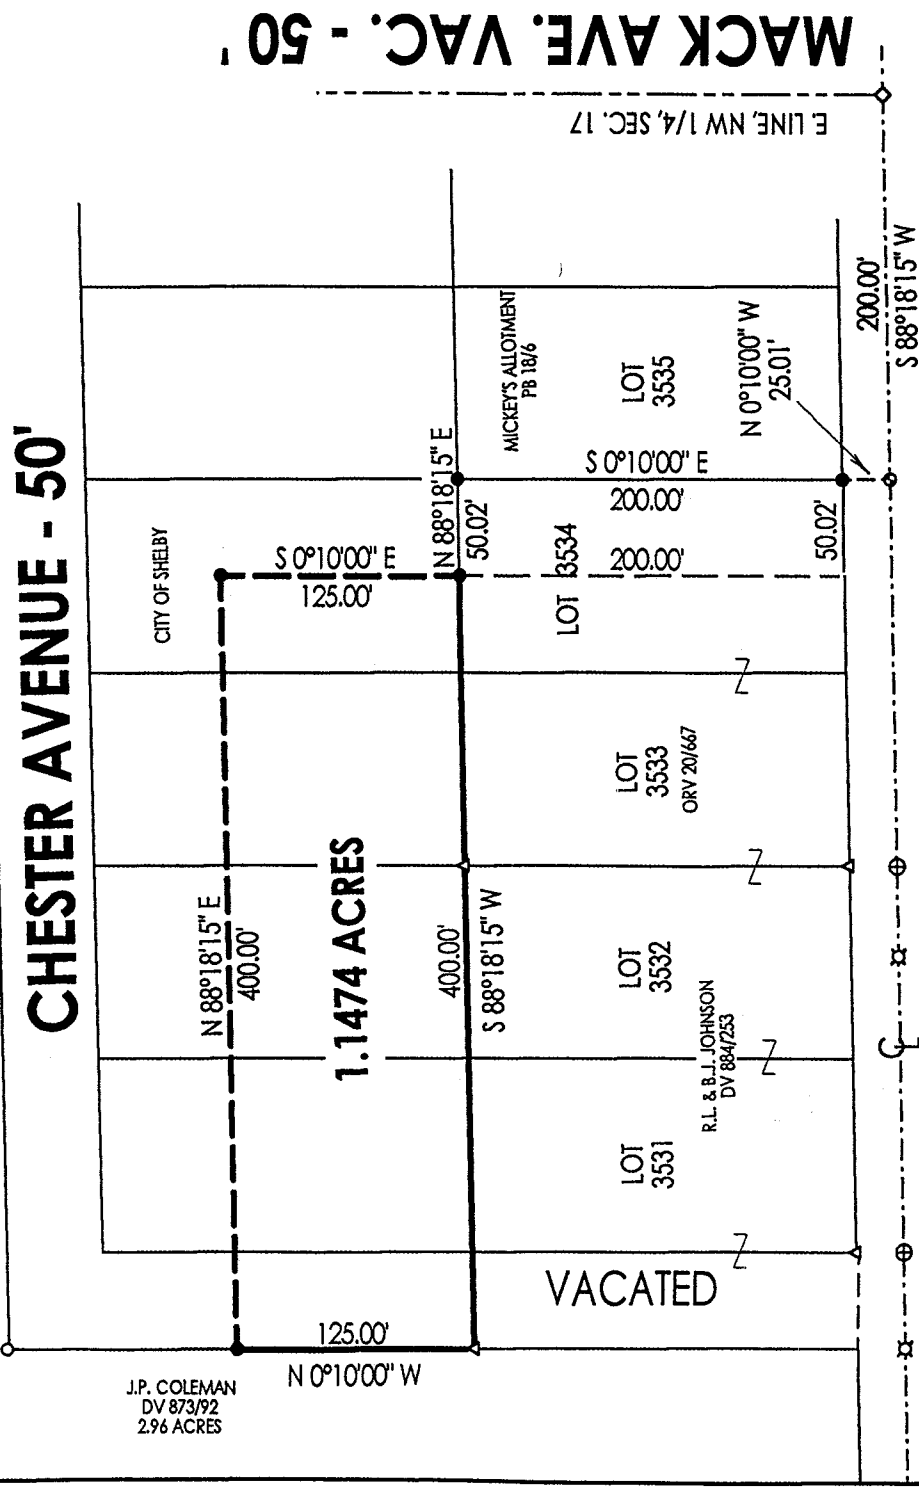 MACK AVE. VAC. - 50'
E. LINE, NW 1/4, SEC. 17
CHESTER AVENUE - 50'
CITY OF SHELBY
MICKEY'S ALLOTMENT
PB 18/6
LOT
3535
N 0°10'00" W
25.01'
200.00'
S 88°18'15" W
S 0°10'00" E
200.00'
N 88°18'15" E
50.02'
S 0°10'00" E
125.00'
LOT 3534
200.00'
50.02'
LOT
3533
ORV 20/667
N 88°18'15" E
400.00'
1.1474 ACRES
400.00'
S 88°18'15" W
LOT
3532
R.L. & B.J. JOHNSON
DV 884/253
CL
LOT
3531
VACATED
125.00'
N 0°10'00" W
J.P. COLEMAN
DV 873/92
2.96 ACRES